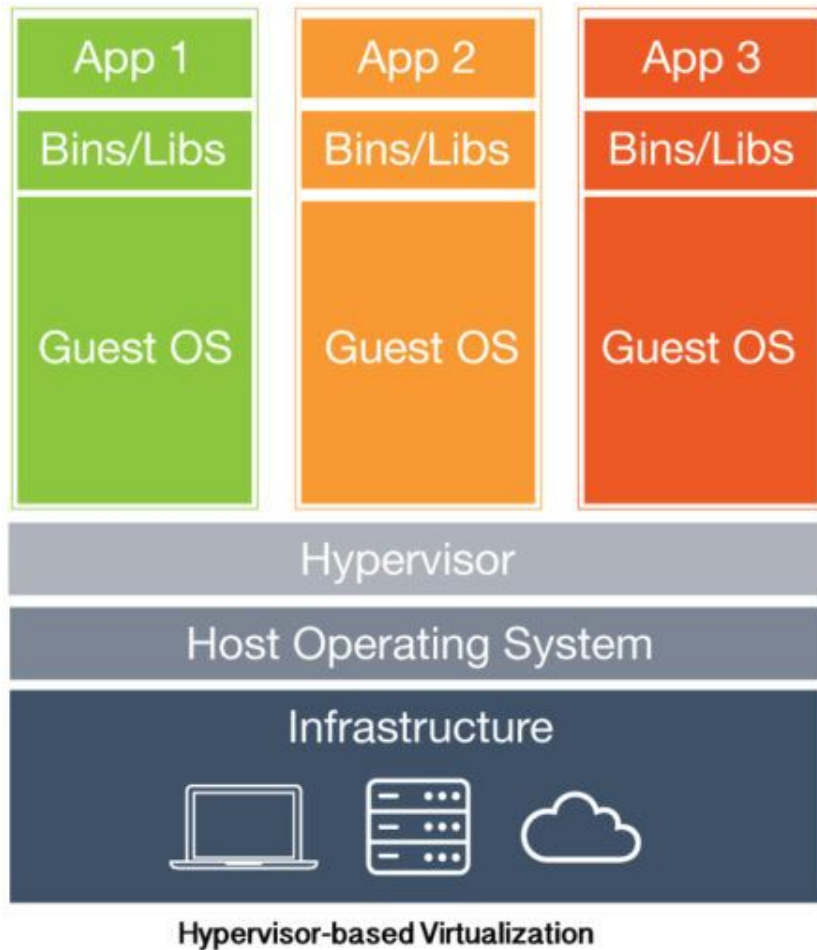 App 1
App 2
App 3
Bins/Libs
Bins/Libs
Bins/Libs
Guest OS
Guest OS
Guest OS
Hypervisor
Host Operating System
Infrastructure
Hypervisor-based Virtualization